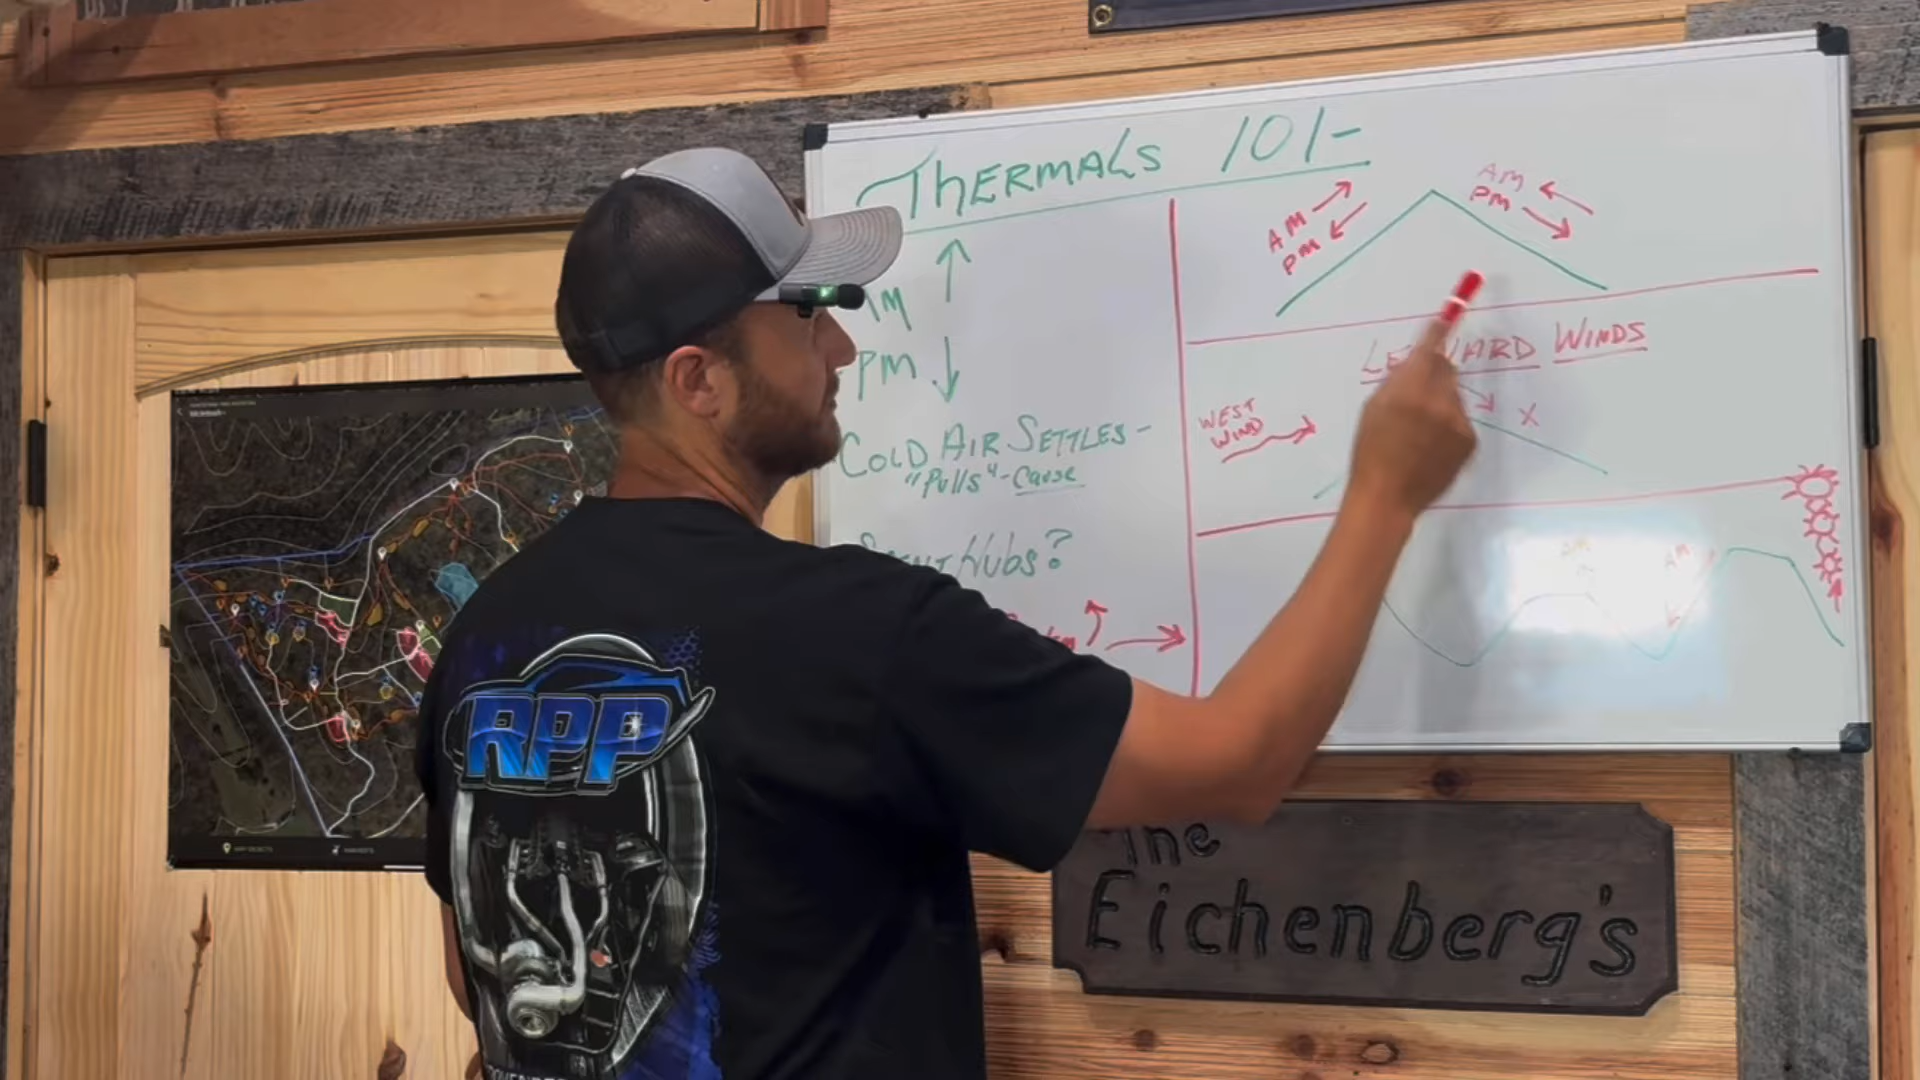 THERMALS 101-
AM
PM
COLD AIR SETTLES-
"Pulls"-Cause
Hubs?
AM
PM
AM
PM
WINDS
WEST
WIND
X
AM
AM
RPP
The
Eichenberg's